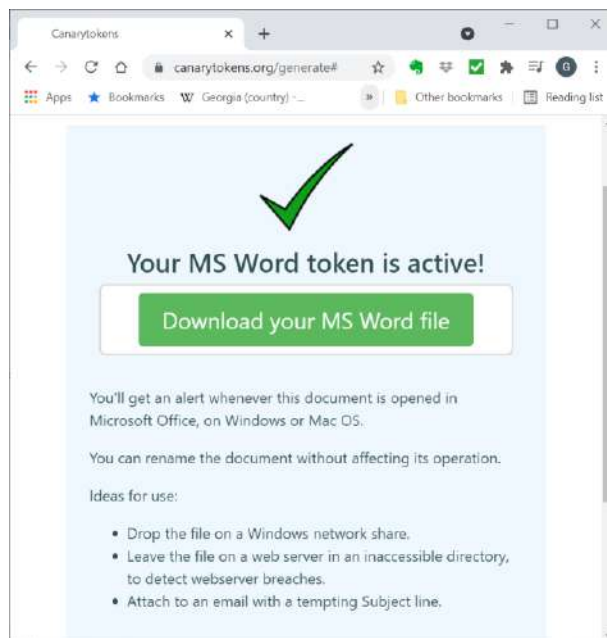 Canarytokens
canarytokens.org/generate#
G
Apps
Bookmarks
W Georgia (country) -...
»
Other bookmarks
Reading list
Your MS Word token is active!
Download your MS Word file
You'll get an alert whenever this document is opened in
Microsoft Office, on Windows or Mac OS.
You can rename the document without affecting its operation.
Ideas for use:
• Drop the file on a Windows network share.
• Leave the file on a web server in an inaccessible directory,
to detect webserver breaches.
• Attach to an email with a tempting Subject line.